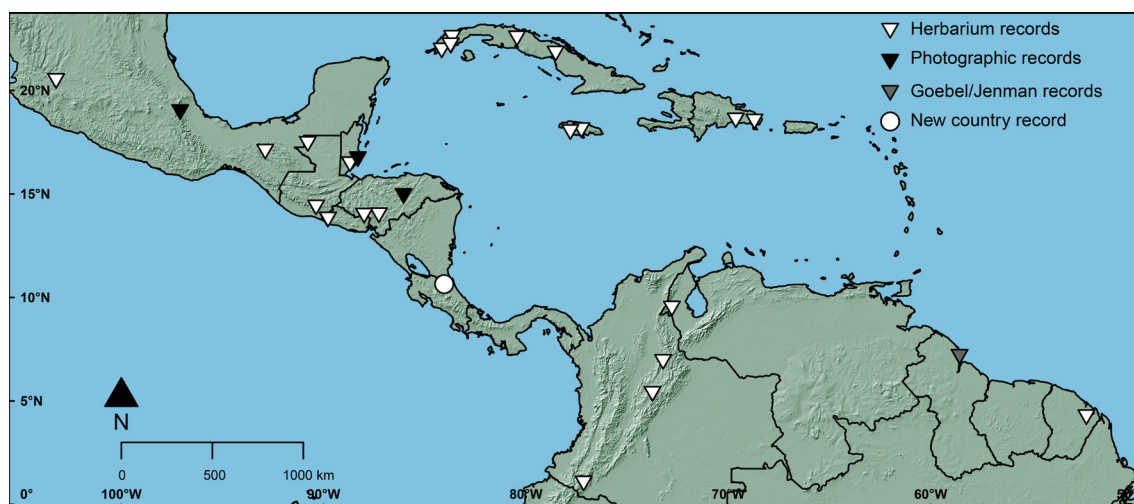 Herbarium records
Photographic records
Goebel/Jenman records
New country record
20°N
15°N
10°N
5°N
N
0 500 1000 km
0° 100°W 90°W 80°W 70°W 60°W